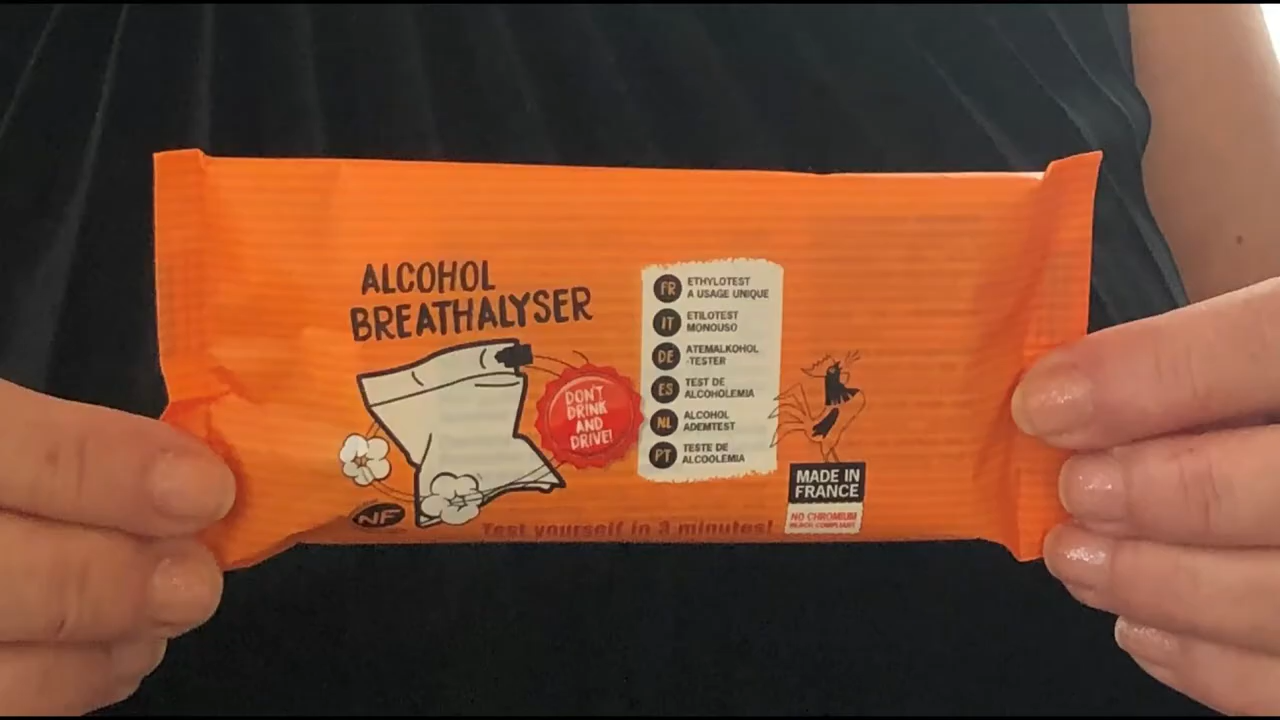 ALCOHOL
BREATHALYSER
DON'T
DRINK
AND
DRIVE!
FR
ETHYLOTEST
A USAGE UNIQUE
IT
ETILOTEST
MONOUSO
DE
ATEMALKOHOL
-TESTER
ES
TEST DE
ALCOHOLEMIA
NL
ALCOHOL
ADEMTEST
PT
TESTE DE
ALCOOLEMIA
MADE IN
FRANCE
NO CHROMIUM
REACH COMPLIANT
NF
Test yourself in 3 minutes!